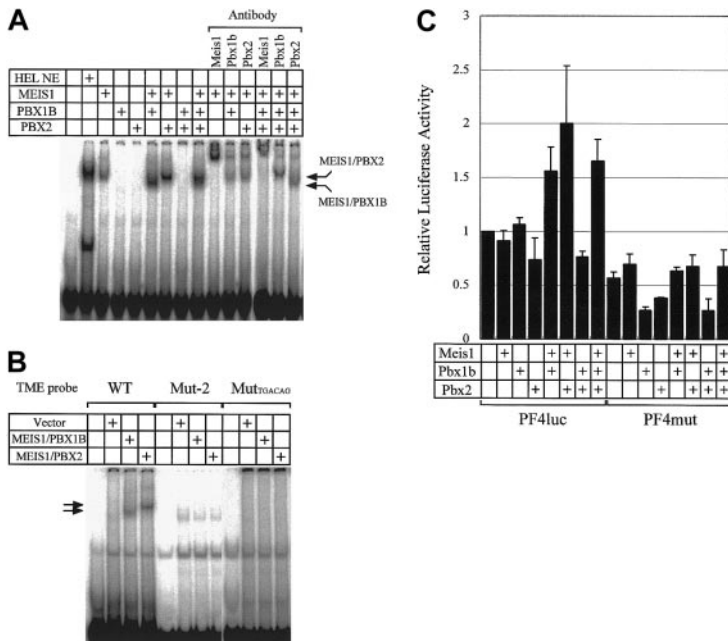 A
Antibody
Meis1 Pbx1b Pbx2 Meis1 Pbx1b Pbx2
HEL NE +
MEIS1 + + + + + + + + + +
PBX1B + + + + + + + +
PBX2 + + + + + + + +
MEIS1/PBX2
MEIS1/PBX1B
B
TME probe WT Mut-2 MutTGACAG
Vector + + +
MEIS1/PBX1B + + +
MEIS1/PBX2 + + +
C
Relative Luciferase Activity
3
2.5
2
1.5
1
0.5
0
Meis1 + + + + + + + +
Pbx1b + + + + + + + +
Pbx2 + + + + + + + +
PF4luc PF4mut